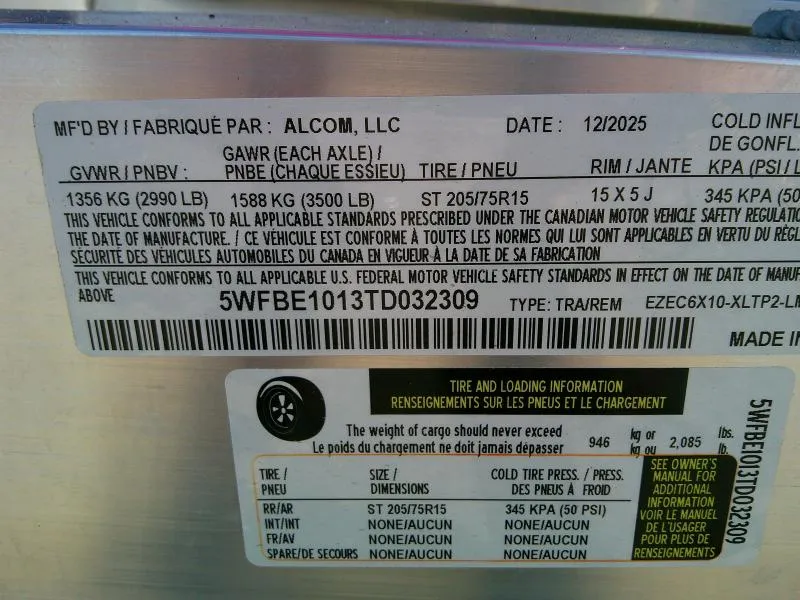 MF'D BY / FABRIQUÉ PAR : ALCOM, LLC DATE : 12/2025 COLD INFL
DE GONFL.
GVWR / PNBV : GAWR (EACH AXLE) / PNBE (CHAQUE ESSIEU) TIRE / PNEU RIM / JANTE KPA (PSI / L
1356 KG (2990 LB) 1588 KG (3500 LB) ST 205/75R15 15 X 5 J 345 KPA (50
THIS VEHICLE CONFORMS TO ALL APPLICABLE STANDARDS PRESCRIBED UNDER THE CANADIAN MOTOR VEHICLE SAFETY REGULATIO
THE DATE OF MANUFACTURE. / CE VÉHICULE EST CONFORME À TOUTES LES NORMES QUI LUI SONT APPLICABLES EN VERTU DU RÈGL
SÉCURITÉ DES VÉHICULES AUTOMOBILES DU CANADA EN VIGUEUR À LA DATE DE SA FABRICATION
THIS VEHICLE CONFORMS TO ALL APPLICABLE U.S. FEDERAL MOTOR VEHICLE SAFETY STANDARDS IN EFFECT ON THE DATE OF MANUF
ABOVE 5WFBE1013TD032309 TYPE: TRA/REM EZEC6X10-XLTP2-LM
MADE IN
TIRE AND LOADING INFORMATION
RENSEIGNEMENTS SUR LES PNEUS ET LE CHARGEMENT
The weight of cargo should never exceed 946 kg or 2,085 lbs.
Le poids du chargement ne doit jamais dépasser kg ou lb.
TIRE / SIZE / COLD TIRE PRESS. / PRESS.
PNEU DIMENSIONS DES PNEUS À FROID
RR/AR ST 205/75R15 345 KPA (50 PSI)
INT/INT NONE/AUCUN NONE/AUCUN
FR/AV NONE/AUCUN NONE/AUCUN
SPARE/DE SECOURS NONE/AUCUN NONE/AUCUN
SEE OWNER'S
MANUAL FOR
ADDITIONAL
INFORMATION
VOIR LE MANUEL
DE L'USAGER
POUR PLUS DE
RENSEIGNEMENTS
5WFBE1013TD032309